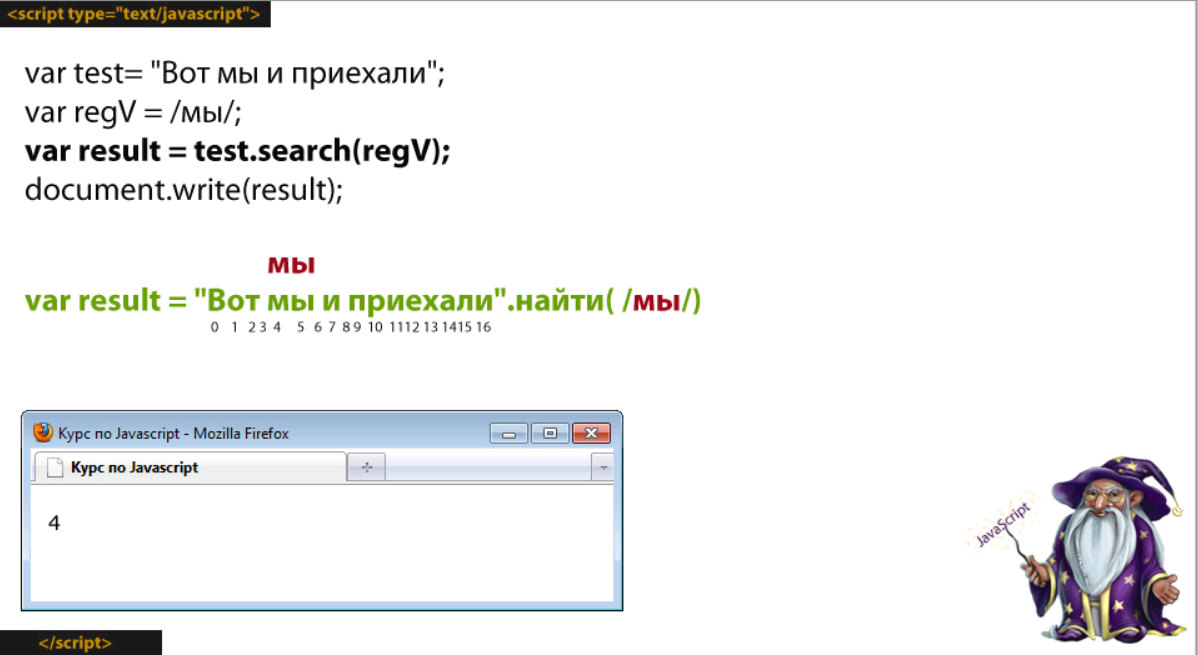 <script type="text/javascript">
var test= "Вот мы и приехали";
var regV = /мы/;
var result = test.search(regV);
document.write(result);
мы
var result = "Вот мы и приехали".найти( /мы/)
0 1 2 3 4 5 6 7 8 9 10 11 12 13 14 15 16
Курс по Javascript - Mozilla Firefox
Курс по Javascript
4
JavaScript
</script>